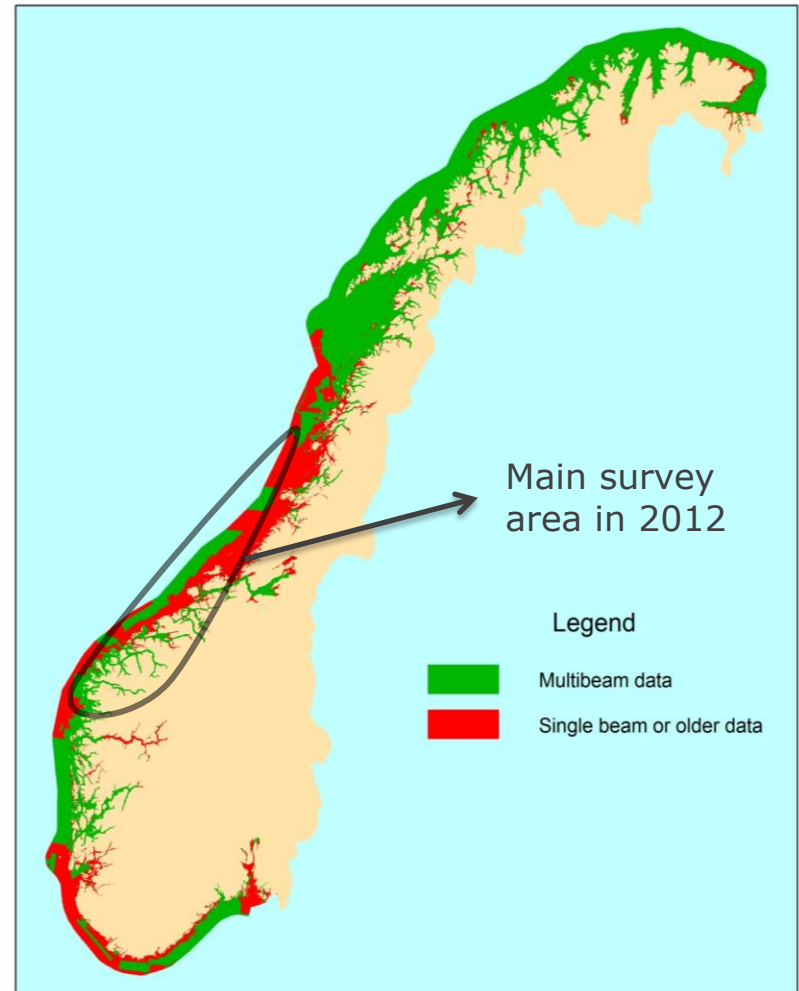 Main survey
area in 2012
Legend
Multibeam data
Single beam or older data